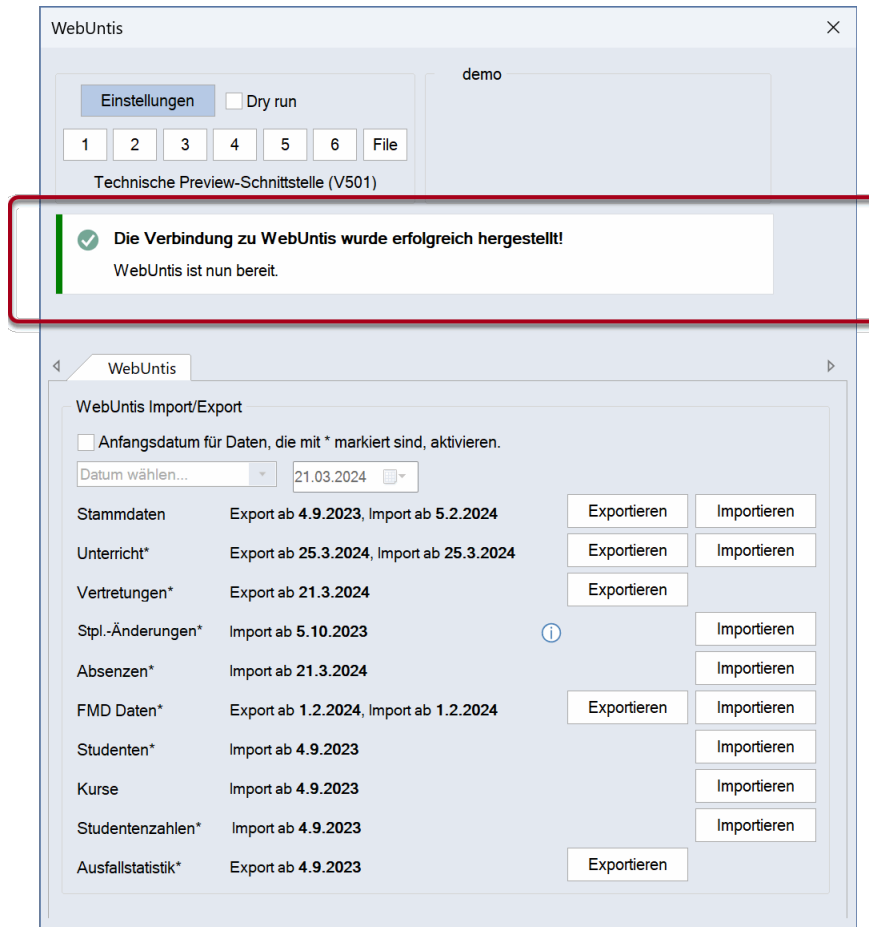 WebUntis
demo
Einstellungen Dry run
1 2 3 4 5 6 File
Technische Preview-Schnittstelle (V501)
Die Verbindung zu WebUntis wurde erfolgreich hergestellt!
WebUntis ist nun bereit.
WebUntis
WebUntis Import/Export
Anfangsdatum für Daten, die mit * markiert sind, aktivieren.
Datum wählen... 21.03.2024
Stammdaten Export ab 4.9.2023, Import ab 5.2.2024 Exportieren Importieren
Unterricht* Export ab 25.3.2024, Import ab 25.3.2024 Exportieren Importieren
Vertretungen* Export ab 21.3.2024 Exportieren
Stpl.-Änderungen* Import ab 5.10.2023 Importieren
Absenzen* Import ab 21.3.2024 Importieren
FMD Daten* Export ab 1.2.2024, Import ab 1.2.2024 Exportieren Importieren
Studenten* Import ab 4.9.2023 Importieren
Kurse Import ab 4.9.2023 Importieren
Studentenzahlen* Import ab 4.9.2023 Importieren
Ausfallstatistik* Export ab 4.9.2023 Exportieren